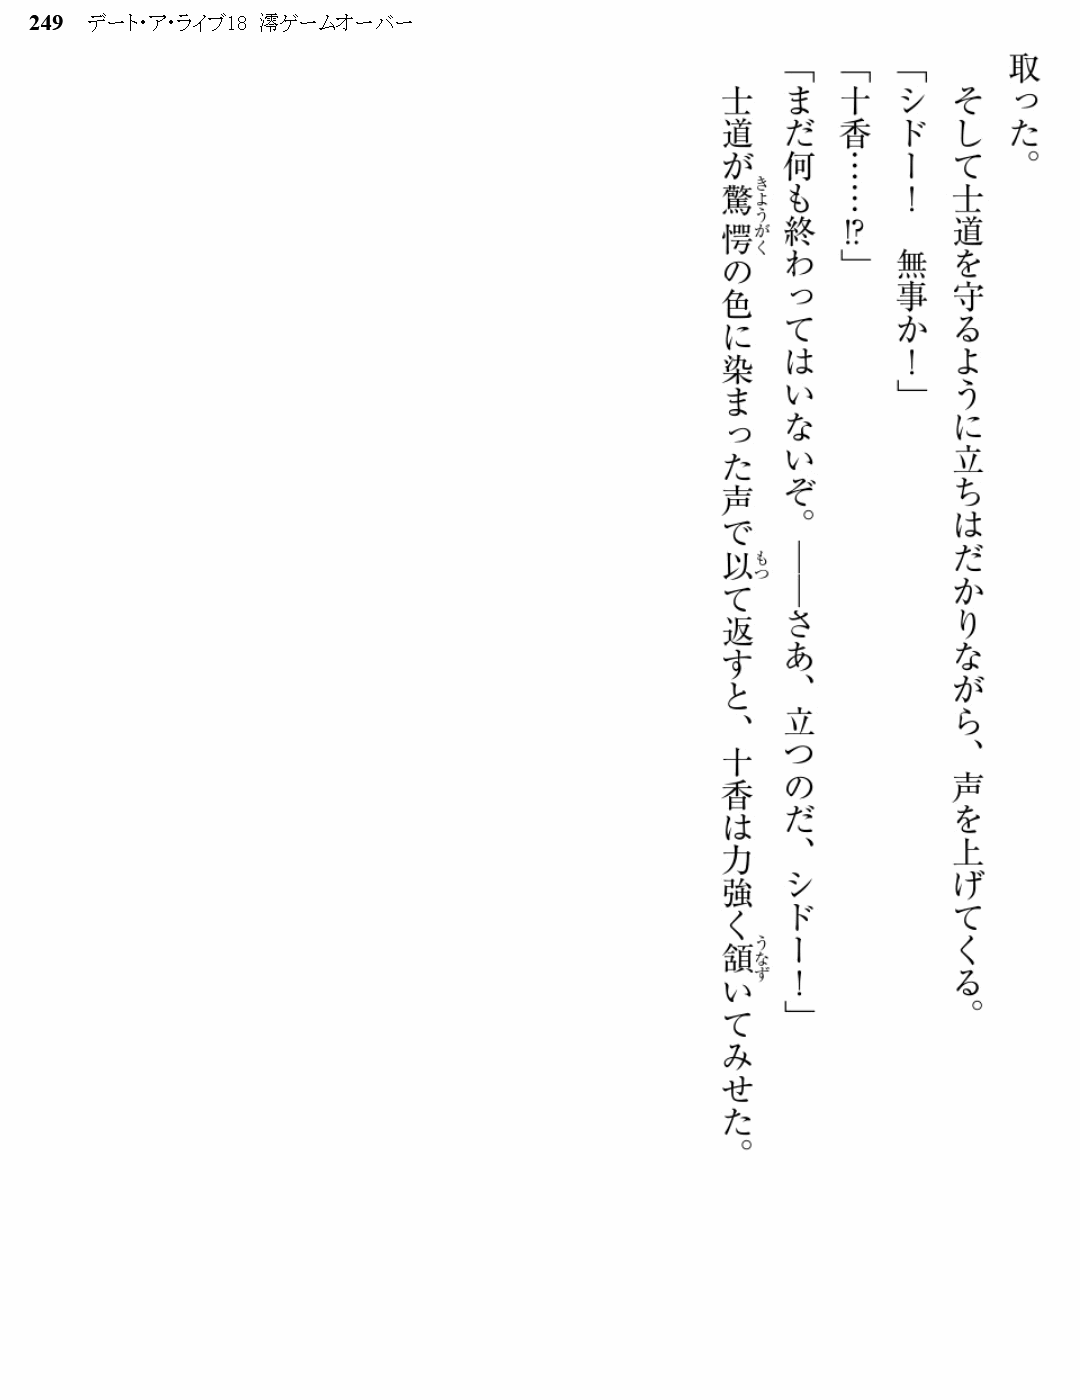 249 デート・ア・ライブ18 澪ゲームオーバー
取った。
そして士道を守るように立ちはだかりながら、声を上げてくる。
「シドー！　無事か！」
「十香……!?」
「まだ何も終わってはいないぞ。――さあ、立つのだ、シドー！」
士道が驚愕の色に染まった声で以て返すと、十香は力強く頷いてみせた。
きようがく
もつ
うなず